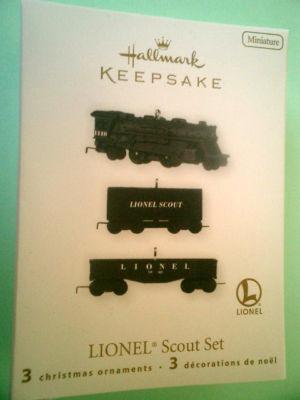 Hallmark
KEEPSAKE
Miniature
LIONEL SCOUT
LIONEL
L
LIONEL
LIONEL® Scout Set
3 christmas ornaments · 3 décorations de noël